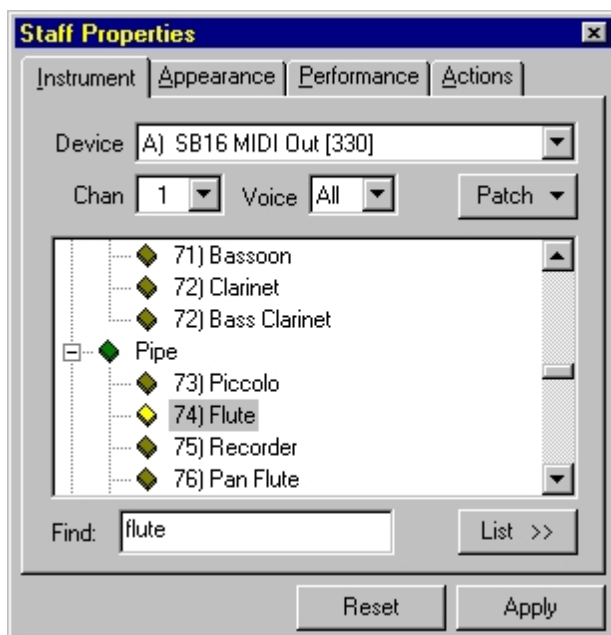 Staff Properties
Instrument Appearance Performance Actions
Device A) SB16 MIDI Out [330]
Chan 1 Voice All Patch
71) Bassoon
72) Clarinet
72) Bass Clarinet
Pipe
73) Piccolo
74) Flute
75) Recorder
76) Pan Flute
Find: flute List >>
Reset Apply